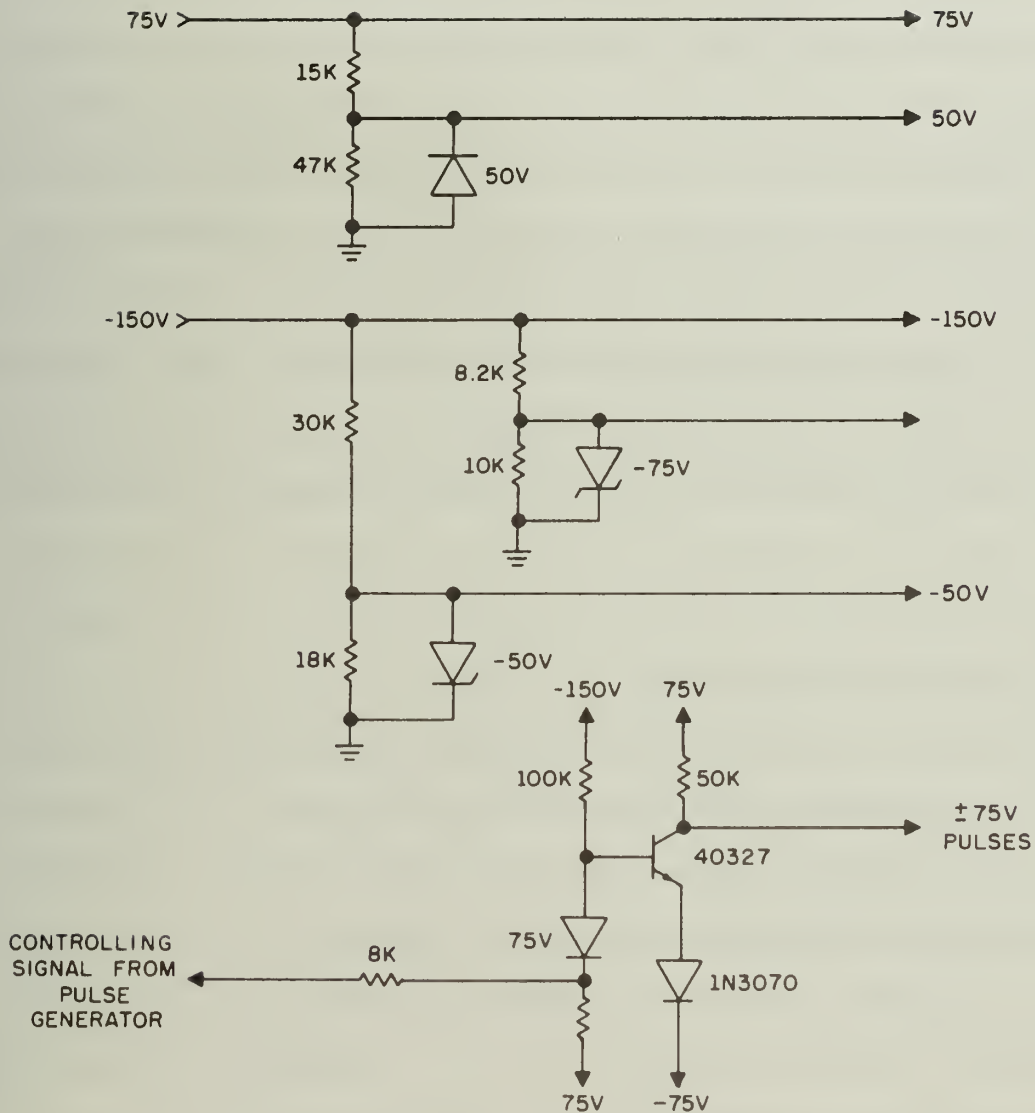 75V
75V
15K
50V
47K
50V
-150V
-150V
8.2K
30K
10K
-75V
-50V
18K
-50V
-150V
75V
100K
50K
±75V
PULSES
40327
CONTROLLING
SIGNAL FROM
PULSE
GENERATOR
8K
75V
1N3070
75V
-75V